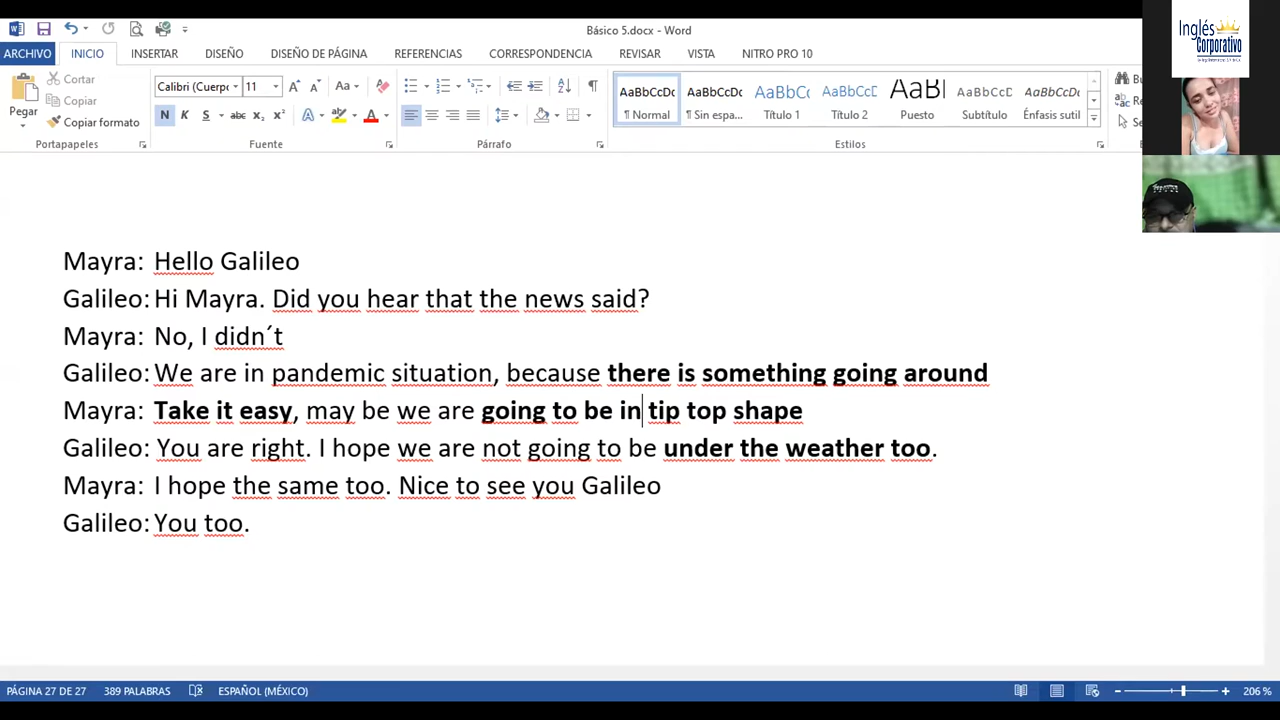 Básico 5.docx - Word
ARCHIVO INICIO INSERTAR DISEÑO DISEÑO DE PÁGINA REFERENCIAS CORRESPONDENCIA REVISAR VISTA NITRO PRO 10
Pegar
Cortar
Copiar
Copiar formato
Portapapeles
Calibri (Cuerpo 11
N K S abc x₂ x²
Fuente
Párrafo
AaBbCcDc AaBbCcDc AaBbCc AaBbCcD AaBl AaBbCcD AaBbCcDc
¶ Normal ¶ Sin espa... Título 1 Título 2 Puesto Subtítulo Énfasis sutil
Estilos
Inglés
Corporativo
Mayra: Hello Galileo
Galileo: Hi Mayra. Did you hear that the news said?
Mayra: No, I didn´t
Galileo: We are in pandemic situation, because there is something going around
Mayra: Take it easy, may be we are going to be in tip top shape
Galileo: You are right. I hope we are not going to be under the weather too.
Mayra: I hope the same too. Nice to see you Galileo
Galileo: You too.
PÁGINA 27 DE 27 389 PALABRAS ESPAÑOL (MÉXICO) 206 %